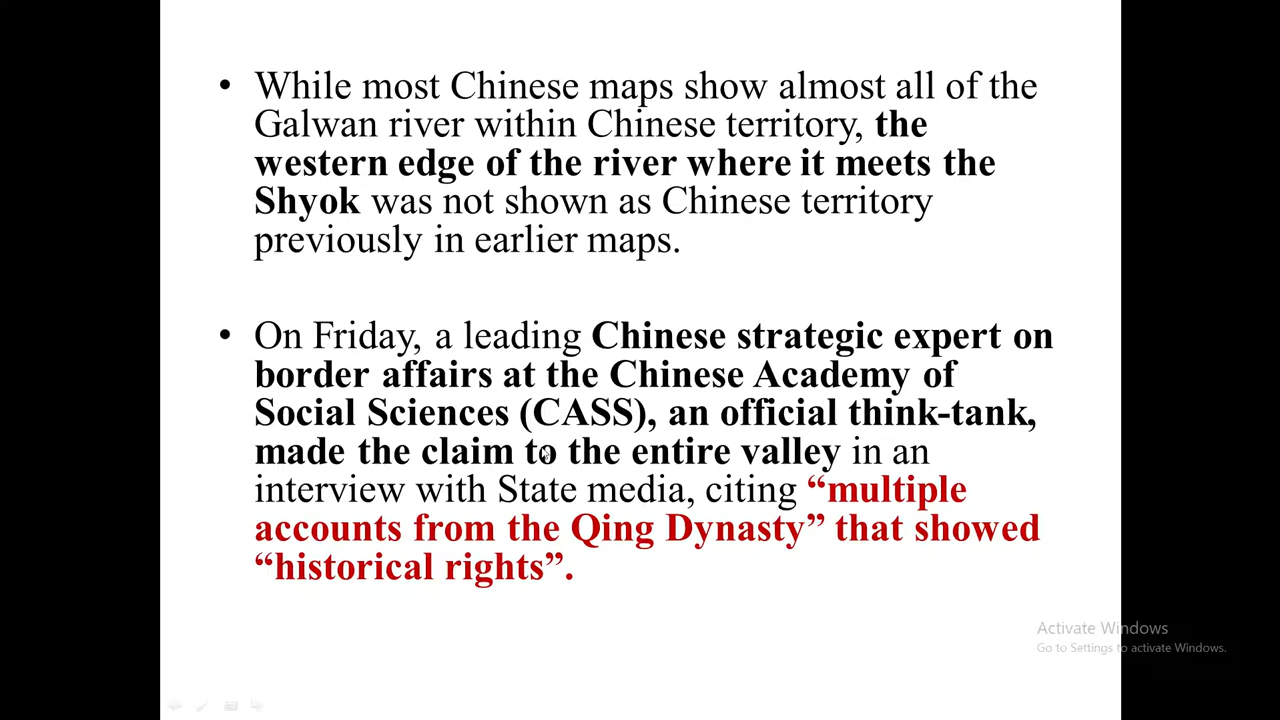 • While most Chinese maps show almost all of the
Galwan river within Chinese territory, the
western edge of the river where it meets the
Shyok was not shown as Chinese territory
previously in earlier maps.
• On Friday, a leading Chinese strategic expert on
border affairs at the Chinese Academy of
Social Sciences (CASS), an official think-tank,
made the claim to the entire valley in an
interview with State media, citing “multiple
accounts from the Qing Dynasty” that showed
“historical rights”.
Activate Windows
Go to Settings to activate Windows.